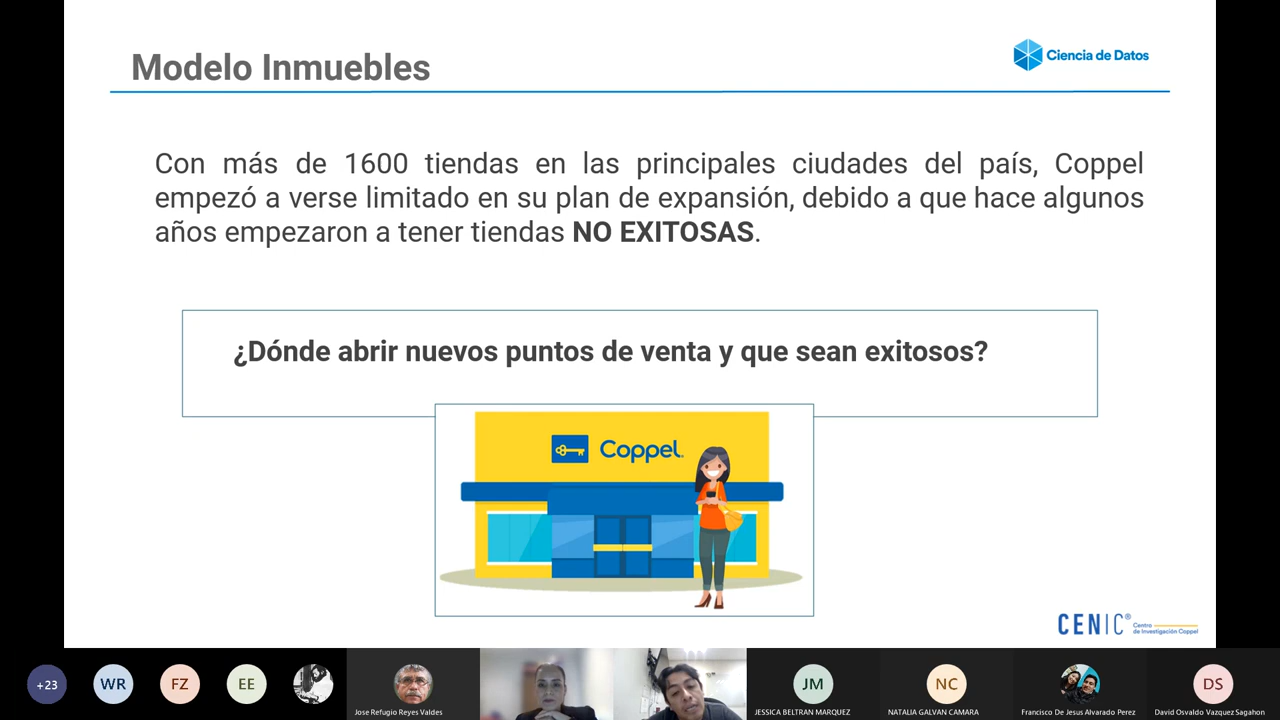 Modelo Inmuebles
Ciencia de Datos
Con más de 1600 tiendas en las principales ciudades del país, Coppel
empezó a verse limitado en su plan de expansión, debido a que hace algunos
años empezaron a tener tiendas NO EXITOSAS.
¿Dónde abrir nuevos puntos de venta y que sean exitosos?
Coppel.
CENIC® Centro
de Investigación Coppel
+23
WR
FZ
EE
JM
NC
DS
Jose Refugio Reyes Valdes
JESSICA BELTRAN MARQUEZ
NATALIA GALVAN CAMARA
Francisco De Jesus Alvarado Perez
David Osvaldo Vazquez Sagahon